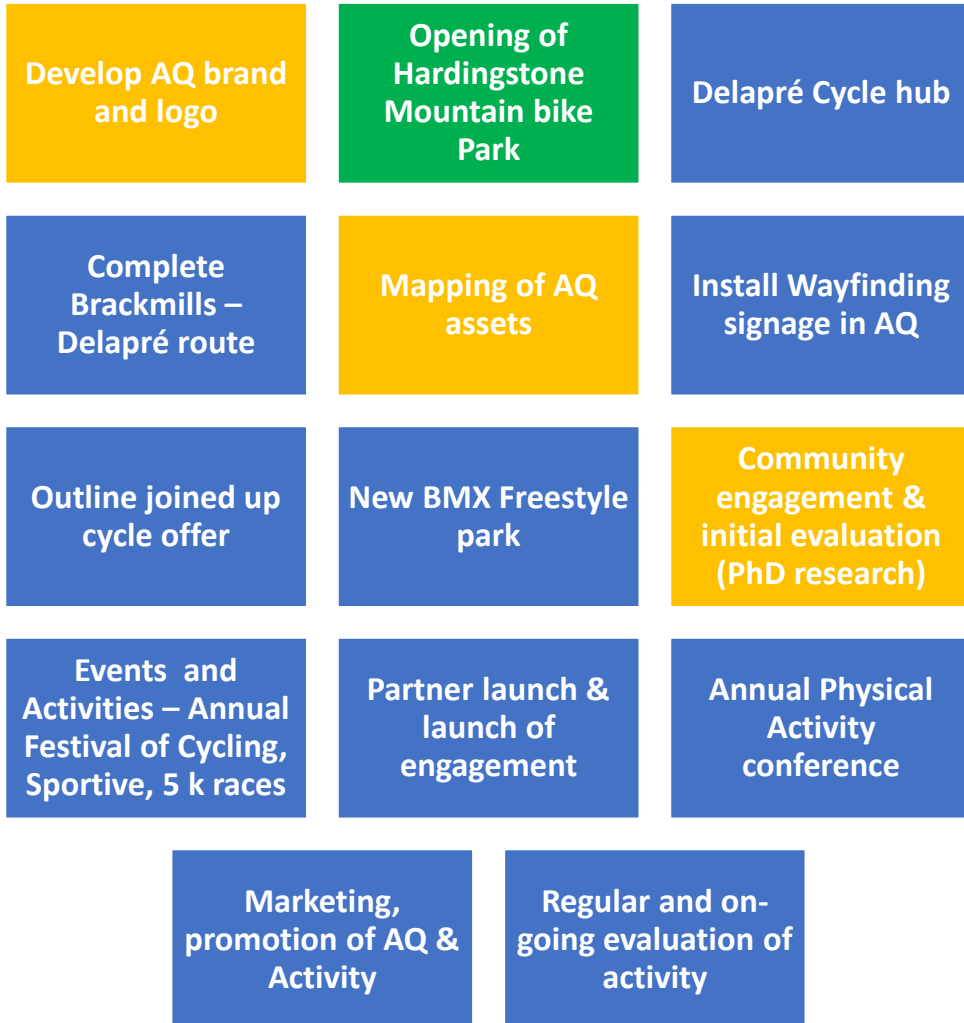 Develop AQ brand
and logo
Opening of
Hardingstone
Mountain bike
Park
Delapré Cycle hub
Complete
Brackmills –
Delapré route
Mapping of AQ
assets
Install Wayfinding
signage in AQ
Outline joined up
cycle offer
New BMX Freestyle
park
Community
engagement &
initial evaluation
(PhD research)
Events and
Activities – Annual
Festival of Cycling,
Sportive, 5 k races
Partner launch &
launch of
engagement
Annual Physical
Activity
conference
Marketing,
promotion of AQ &
Activity
Regular and on-
going evaluation of
activity